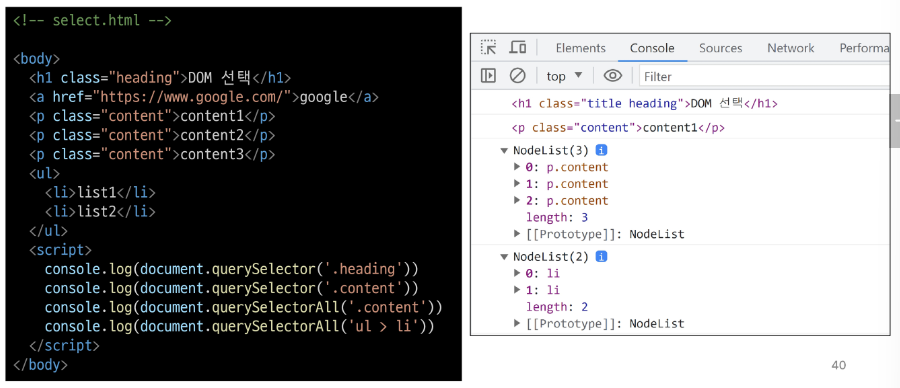 <!-- select.html -->
<body>
<h1 class="heading">DOM 선택</h1>
<a href="https://www.google.com/">google</a>
<p class="content">content1</p>
<p class="content">content2</p>
<p class="content">content3</p>
<ul>
<li>list1</li>
<li>list2</li>
</ul>
<script>
console.log(document.querySelector('.heading'))
console.log(document.querySelector('.content'))
console.log(document.querySelectorAll('.content'))
console.log(document.querySelectorAll('ul > li'))
</script>
</body>
Elements Console Sources Network Performa
top Filter
<h1 class="title heading">DOM 선택</h1>
<p class="content">content1</p>
NodeList(3) i
0: p.content
1: p.content
2: p.content
length: 3
[[Prototype]]: NodeList
NodeList(2) i
0: li
1: li
length: 2
[[Prototype]]: NodeList
40